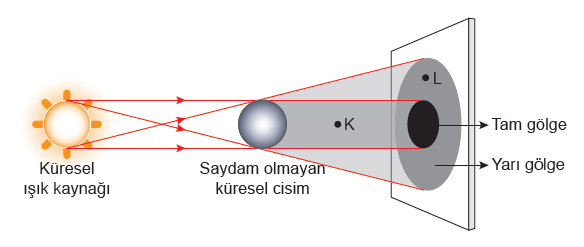 L
K
Tam gölge
Yarı gölge
Küresel
ışık kaynağı
Saydam olmayan
küresel cisim